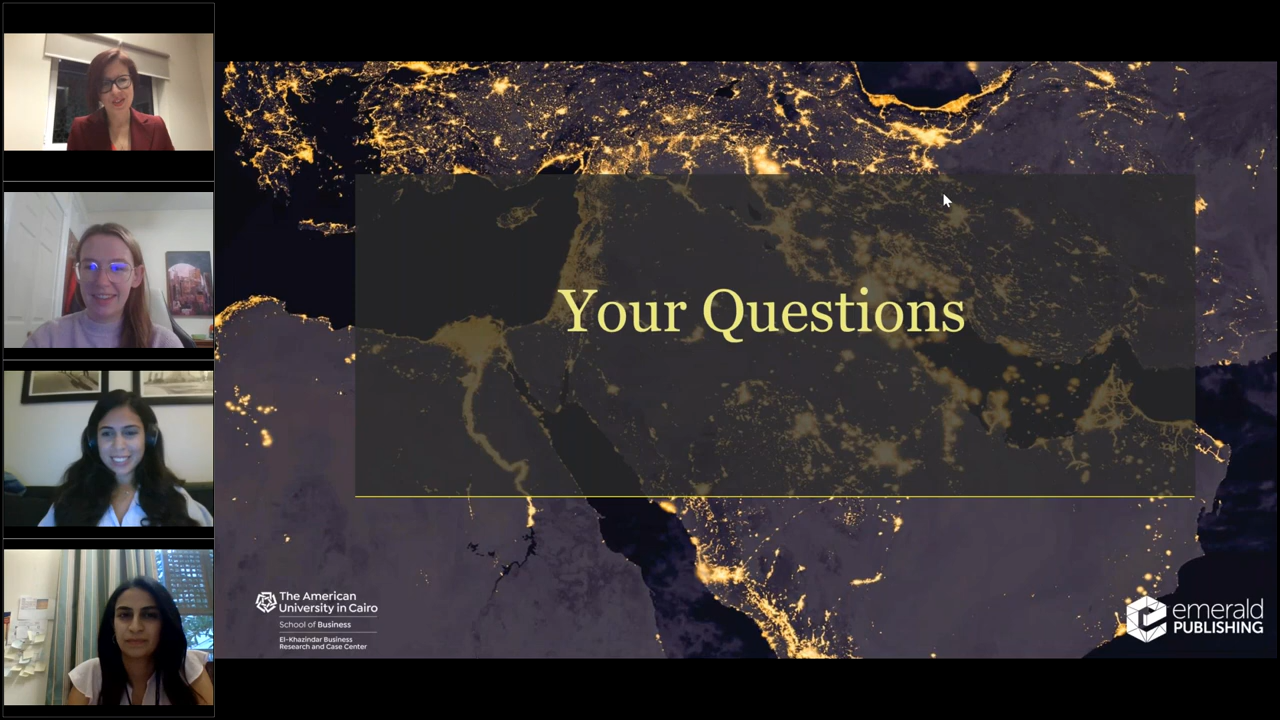 Your Questions
The American
University in Cairo
School of Business
El-Khazindar Business
Research and Case Center
emerald
PUBLISHING